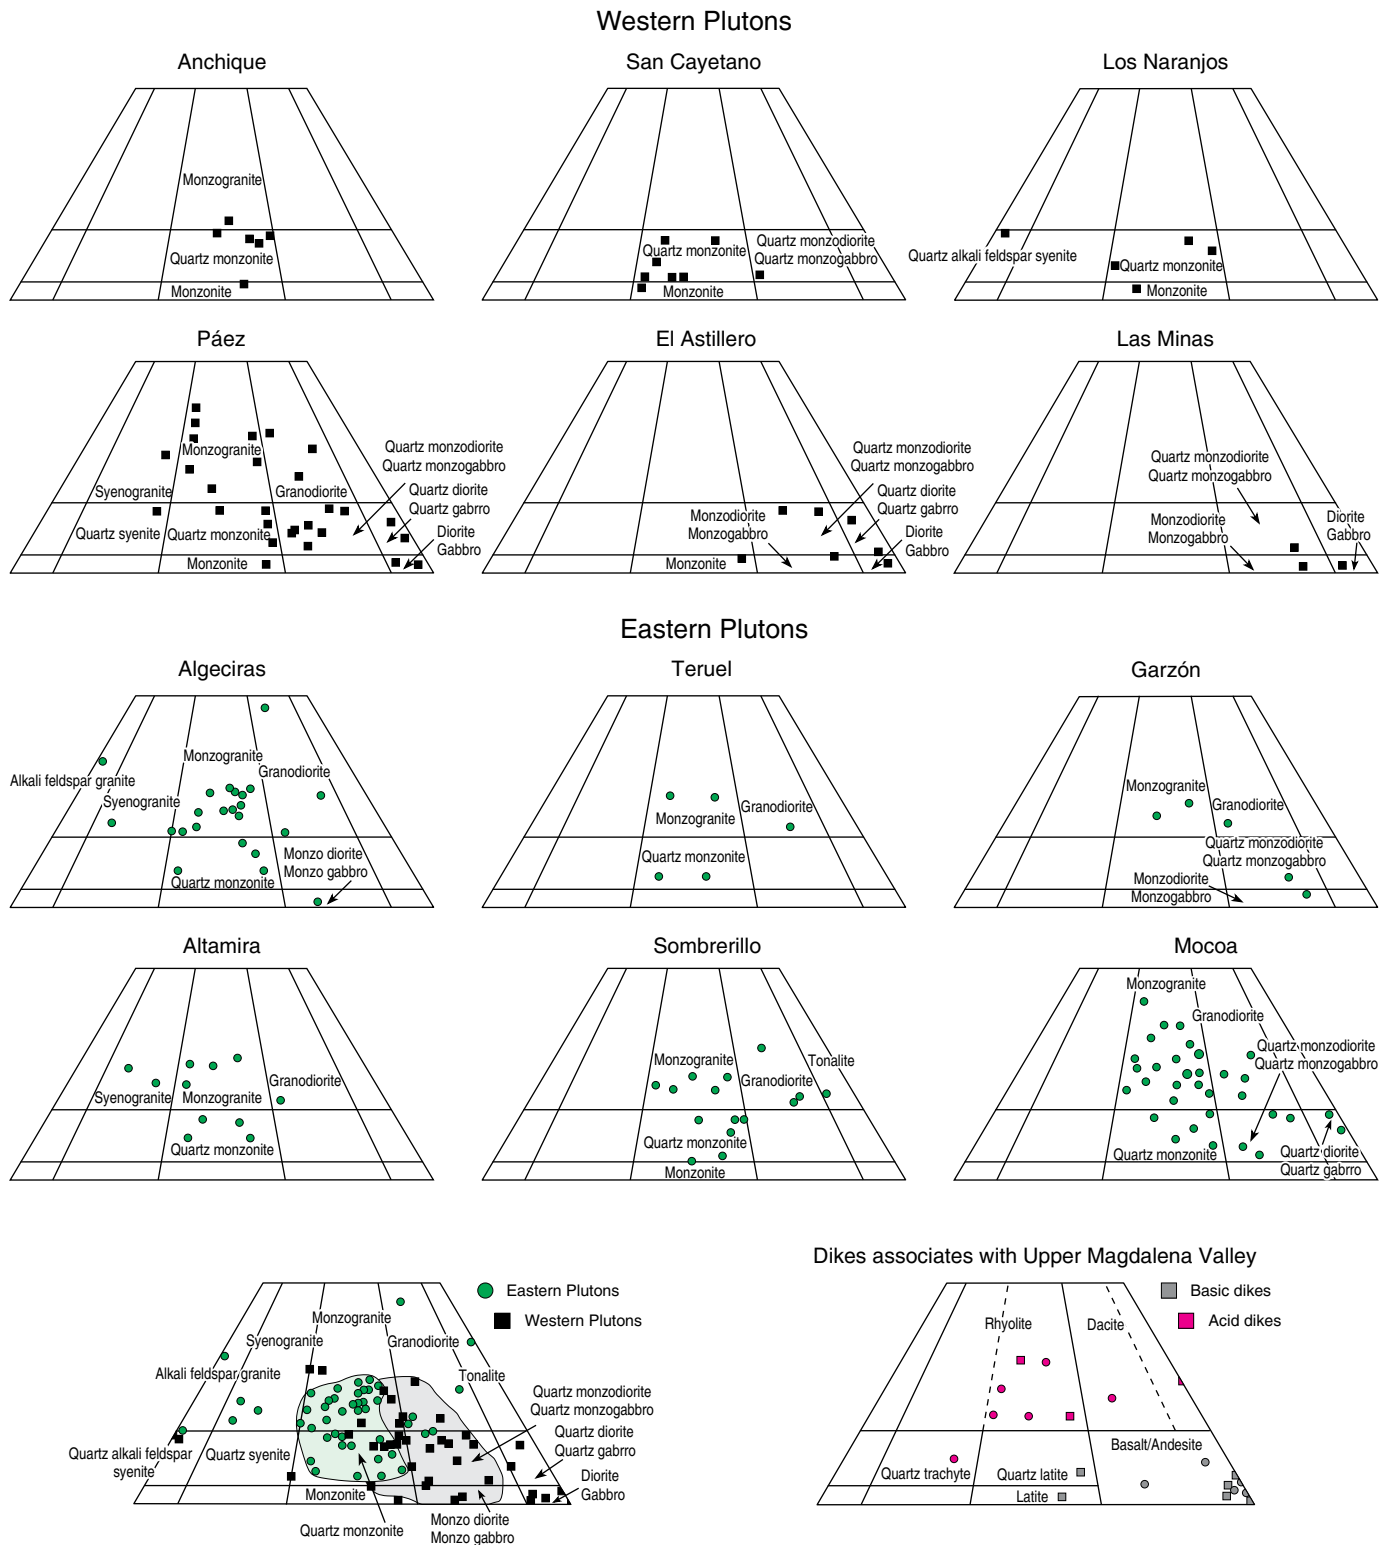 Western Plutons
Anchique
San Cayetano
Los Naranjos
Monzogranite
Quartz monzonite
Monzonite
Quartz monzonite
Quartz monzodiorite
Quartz monzogabbro
Monzonite
Quartz alkali feldspar syenite
Quartz monzonite
Monzonite
Páez
El Astillero
Las Minas
Monzogranite
Syenogranite
Granodiorite
Quartz syenite
Quartz monzonite
Monzonite
Quartz monzodiorite
Quartz monzogabbro
Quartz diorite
Quartz gabrro
Diorite
Gabbro
Monzodiorite
Monzogabbro
Monzonite
Quartz monzodiorite
Quartz monzogabbro
Quartz diorite
Quartz gabrro
Diorite
Gabbro
Quartz monzodiorite
Quartz monzogabbro
Monzodiorite
Monzogabbro
Diorite
Gabbro
Eastern Plutons
Algeciras
Teruel
Garzón
Monzogranite
Granodiorite
Alkali feldspar granite
Syenogranite
Monzo diorite
Monzo gabbro
Quartz monzonite
Granodiorite
Monzogranite
Quartz monzonite
Monzogranite
Granodiorite
Quartz monzodiorite
Quartz monzogabbro
Monzodiorite
Monzogabbro
Altamira
Sombrerillo
Mocoa
Granodiorite
Syenogranite
Monzogranite
Quartz monzonite
Monzogranite
Tonalite
Granodiorite
Quartz monzonite
Monzonite
Monzogranite
Granodiorite
Quartz monzodiorite
Quartz monzogabbro
Quartz monzonite
Quartz diorite
Quartz gabrro
Eastern Plutons
Western Plutons
Monzogranite
Syenogranite
Granodiorite
Alkali feldspar granite
Tonalite
Quartz monzodiorite
Quartz monzogabbro
Quartz diorite
Quartz gabrro
Quartz alkali feldspar
syenite
Quartz syenite
Diorite
Gabbro
Monzonite
Quartz monzonite
Monzo diorite
Monzo gabbro
Dikes associates with Upper Magdalena Valley
Basic dikes
Acid dikes
Rhyolite
Dacite
Basalt/Andesite
Quartz trachyte
Quartz latite
Latite